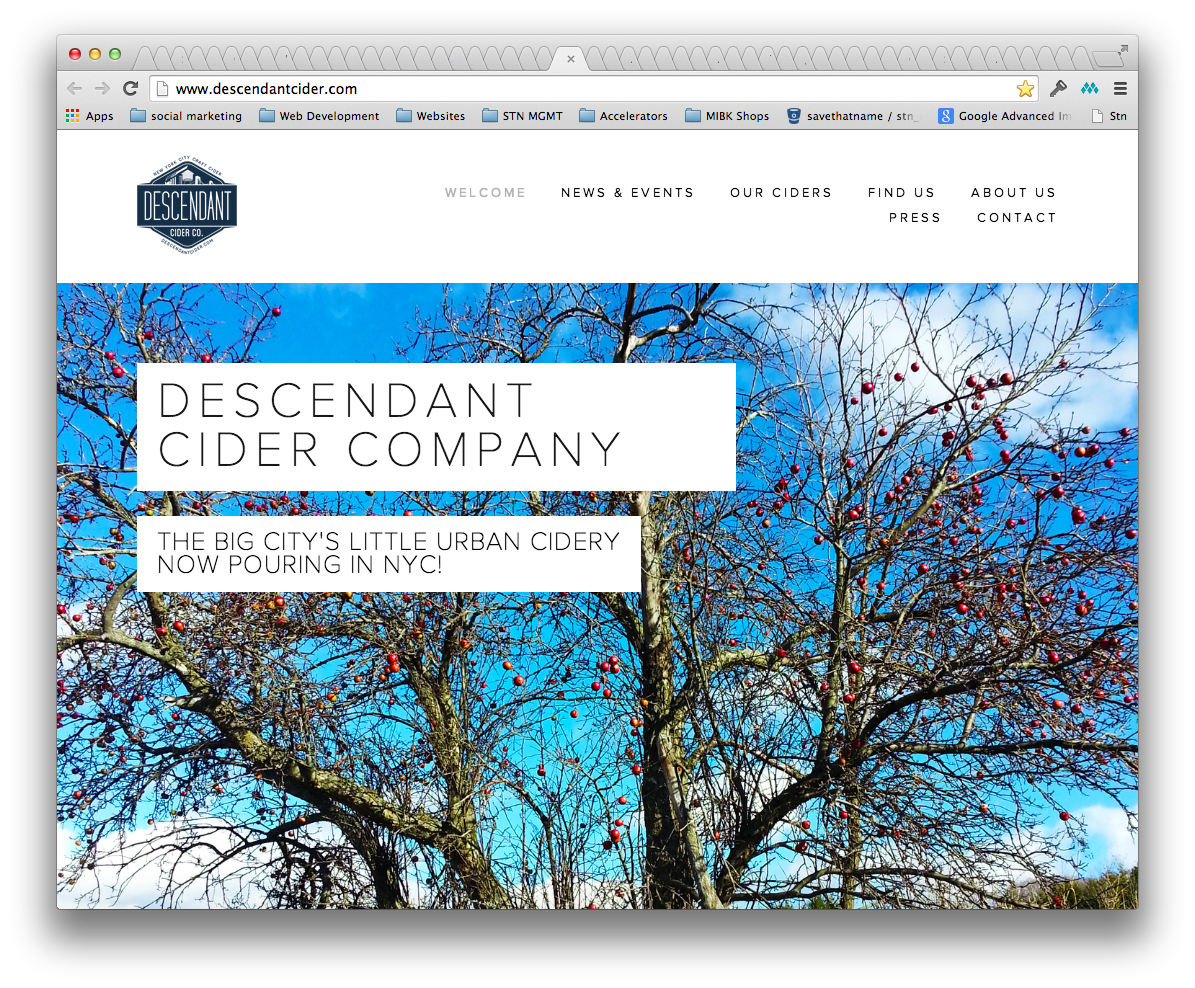 www.descendantcider.com
Apps social marketing Web Development Websites STN MGMT Accelerators MIBK Shops savethatname / stn_ Google Advanced Im Stn
NEW YORK CITY CRAFT CIDER
DESCENDANT
CIDER CO.
DESCENDANTCIDER.COM
WELCOME NEWS & EVENTS OUR CIDERS FIND US ABOUT US
PRESS CONTACT
DESCENDANT
CIDER COMPANY
THE BIG CITY'S LITTLE URBAN CIDERY
NOW POURING IN NYC!